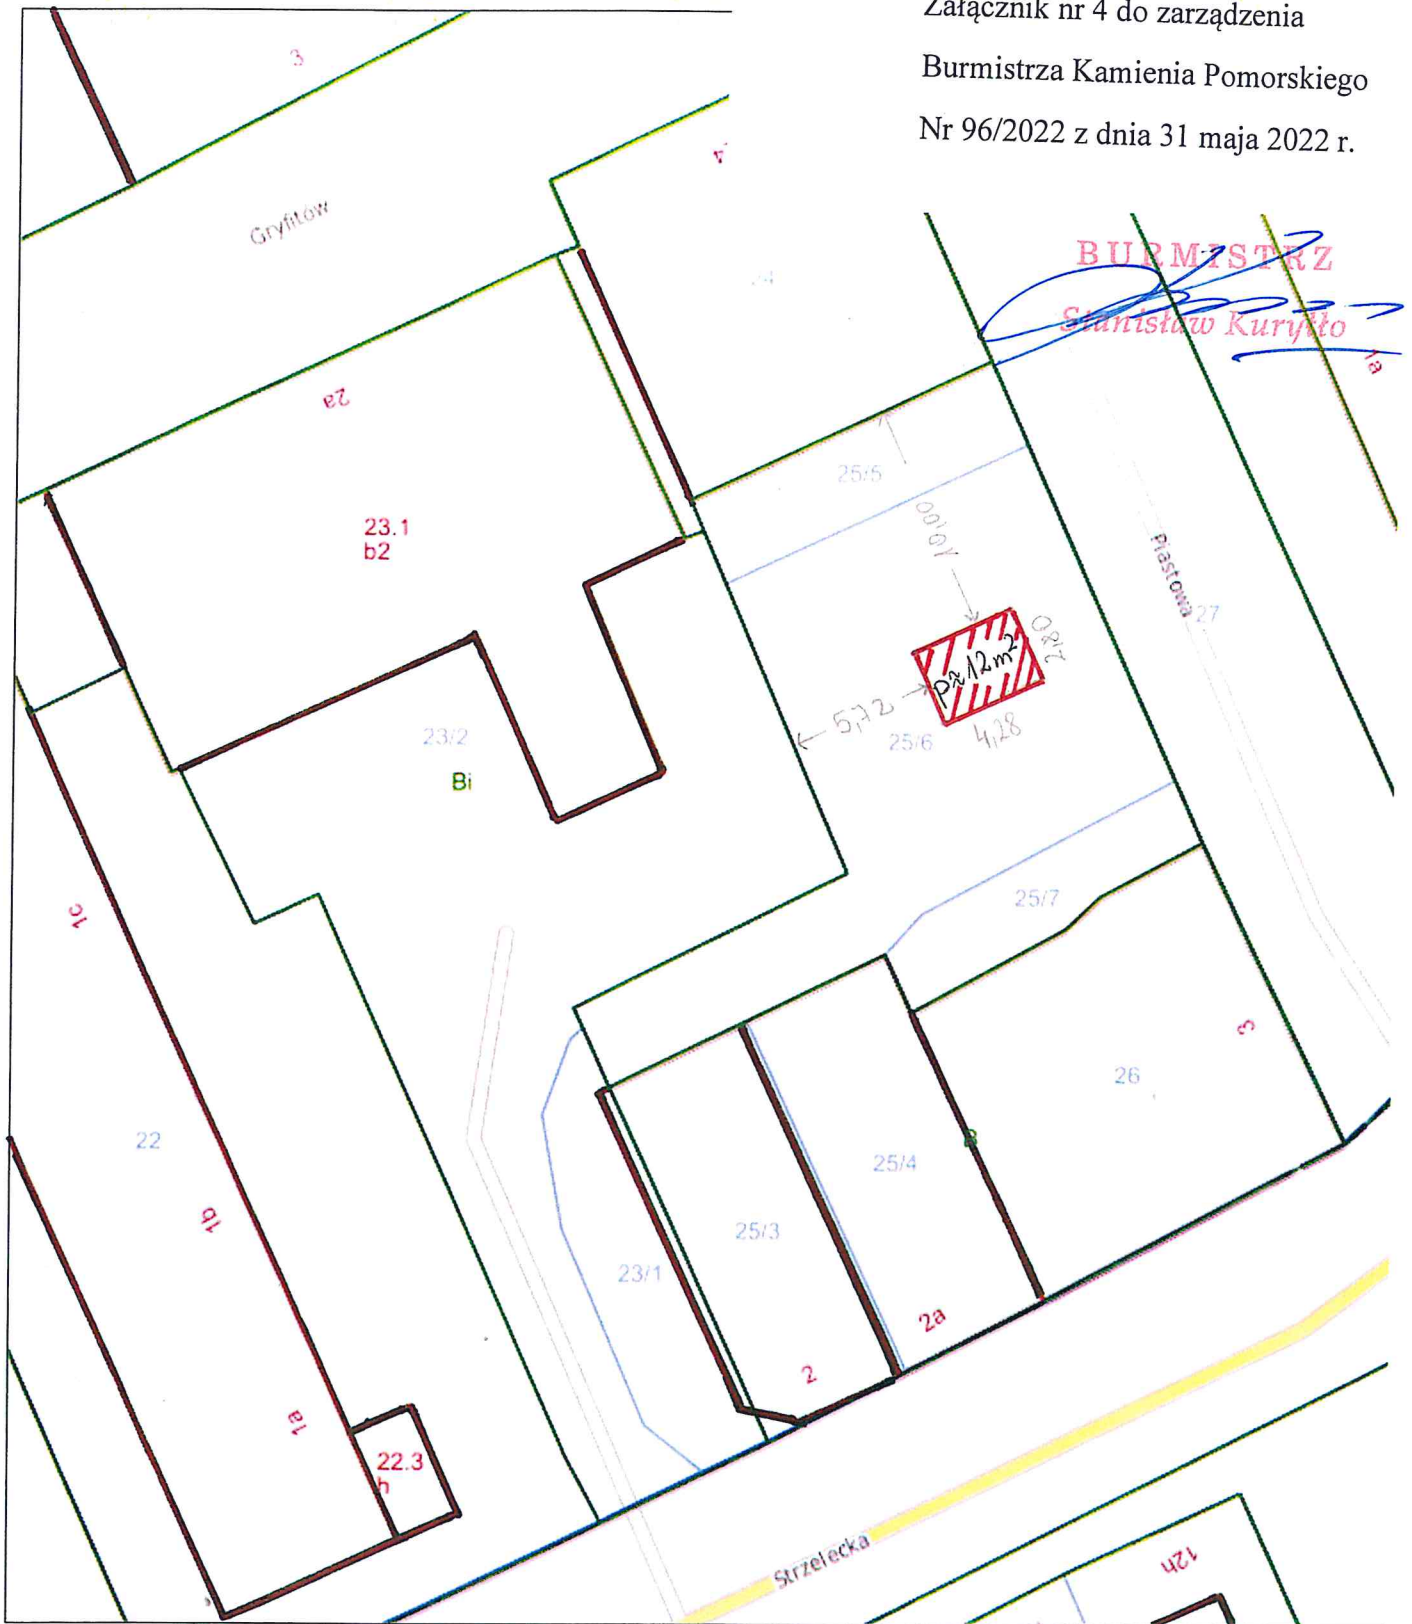 Załącznik nr 4 do zarządzenia
Burmistrza Kamienia Pomorskiego
Nr 96/2022 z dnia 31 maja 2022 r.
BURMISTRZ
Stanisław Kuryłło
1a
3
4
Gryfitów
2a
25/5
23.1
b2
10,00
Piastowa
27
2,80
p≈12m²
5,72
4,28
25/6
23/2
Bi
25/7
1c
3
26
22
B
25/4
1b
25/3
23/1
2a
2
1a
22.3
h
Strzelecka
12h